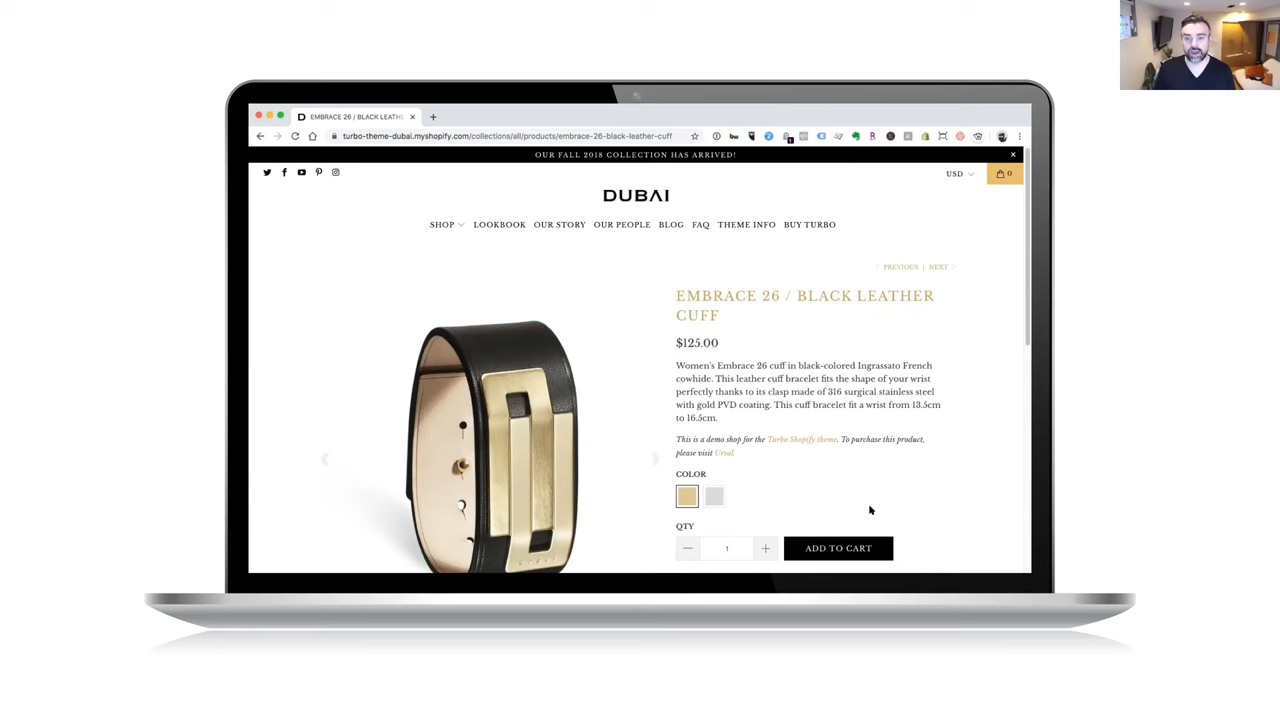 EMBRACE 26 / BLACK LEATHE
turbo-theme-dubai.myshopify.com/collections/all/products/embrace-26-black-leather-cuff
OUR FALL 2018 COLLECTION HAS ARRIVED!
USD
0
DUBAI
SHOP LOOKBOOK OUR STORY OUR PEOPLE BLOG FAQ THEME INFO BUY TURBO
PREVIOUS | NEXT
EMBRACE 26 / BLACK LEATHER
CUFF
$125.00
Women's Embrace 26 cuff in black-colored Ingrassato French
cowhide. This leather cuff bracelet fits the shape of your wrist
perfectly thanks to its clasp made of 316 surgical stainless steel
with gold PVD coating. This cuff bracelet fit a wrist from 13.5cm
to 16.5cm.
This is a demo shop for the Turbo Shopify theme. To purchase this product,
please visit Ursul.
COLOR
QTY
1
ADD TO CART